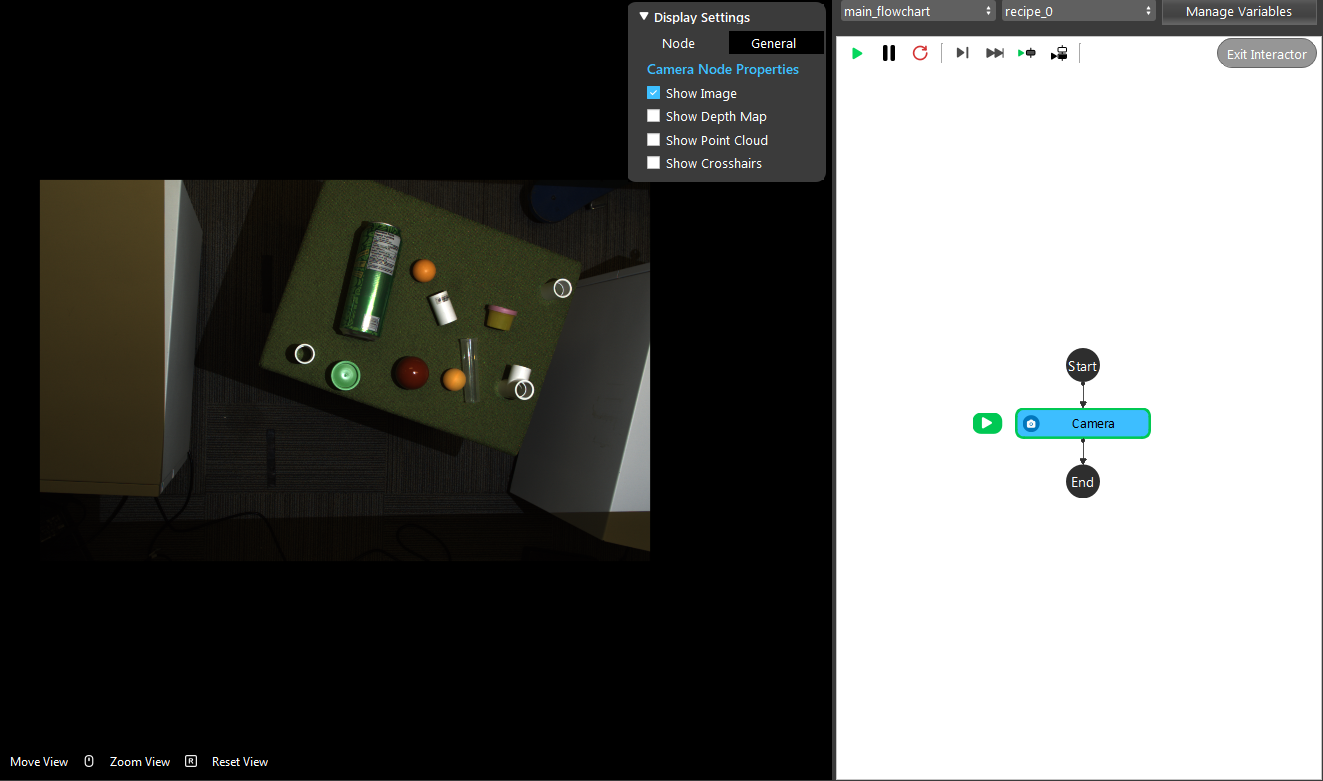 Display Settings
Node
General
Camera Node Properties
Show Image
Show Depth Map
Show Point Cloud
Show Crosshairs
Move View
Zoom View
R
Reset View
main_flowchart
recipe_0
Manage Variables
Exit Interactor
Start
Camera
End